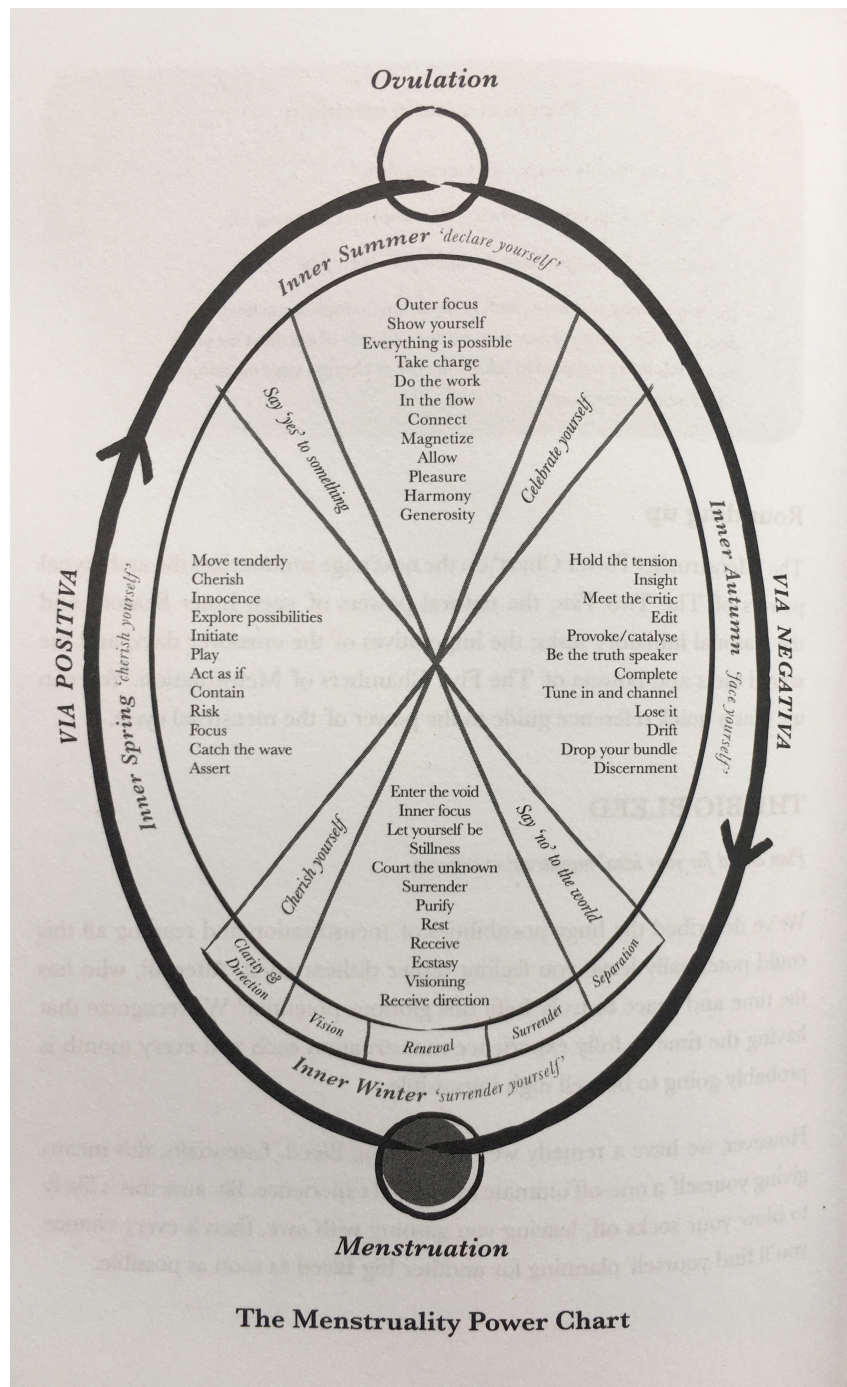 Ovulation
Inner Summer ‘declare yourself’
Outer focus
Show yourself
Everything is possible
Take charge
Do the work
In the flow
Connect
Magnetize
Allow
Pleasure
Harmony
Generosity
Say ‘yes’ to something
Celebrate yourself
VIA POSITIVA
Inner Spring ‘cherish yourself’
Move tenderly
Cherish
Innocence
Explore possibilities
Initiate
Play
Act as if
Contain
Risk
Focus
Catch the wave
Assert
Hold the tension
Insight
Meet the critic
Edit
Provoke/catalyse
Be the truth speaker
Complete
Tune in and channel
Lose it
Drift
Drop your bundle
Discernment
Inner Autumn ‘face yourself’
VIA NEGATIVA
Cherish yourself
Say ‘no’ to the world
Enter the void
Inner focus
Let yourself be
Stillness
Court the unknown
Surrender
Purify
Rest
Receive
Ecstasy
Visioning
Receive direction
Clarity &
Direction
Vision
Renewal
Surrender
Separation
Inner Winter ‘surrender yourself’
Menstruation
The Menstruality Power Chart